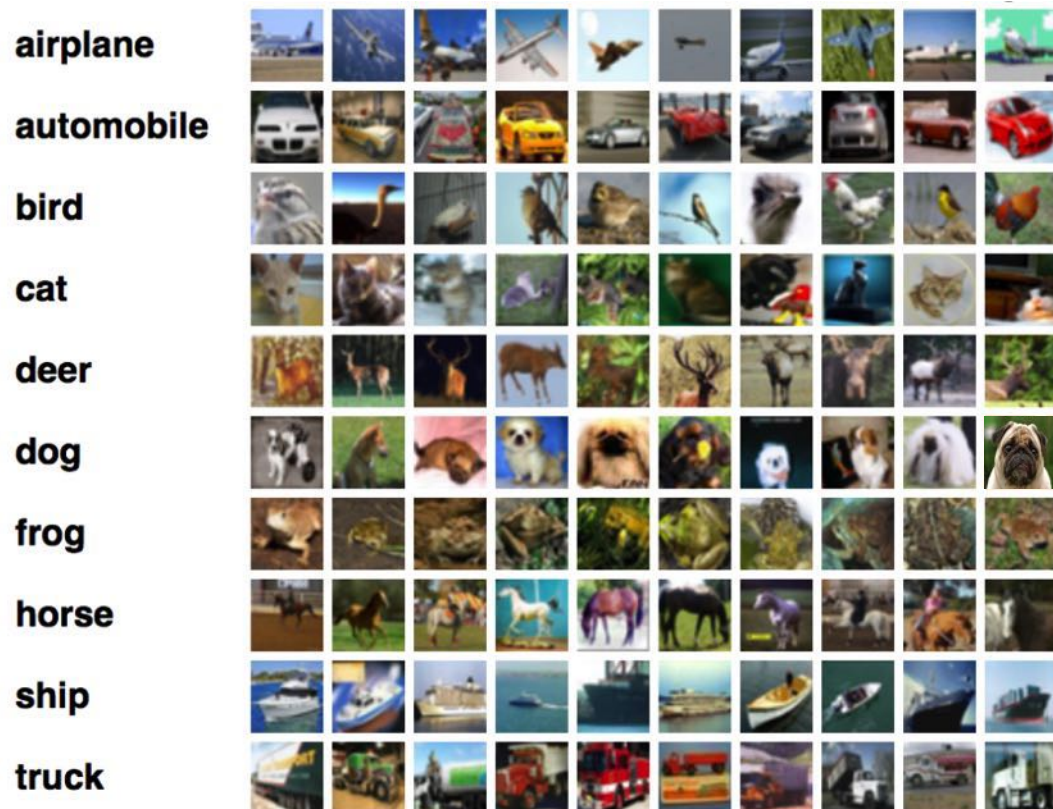 airplane
automobile
bird
cat
deer
dog
frog
horse
ship
truck